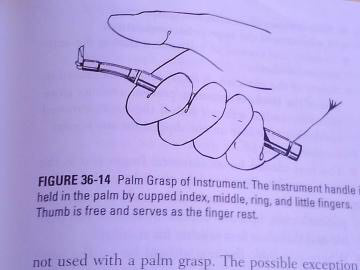 FIGURE 36-14 Palm Grasp of Instrument. The instrument handle
held in the palm by cupped index, middle, ring, and little fingers.
Thumb is free and serves as the finger rest.
not used with a palm grasp. The possible exception